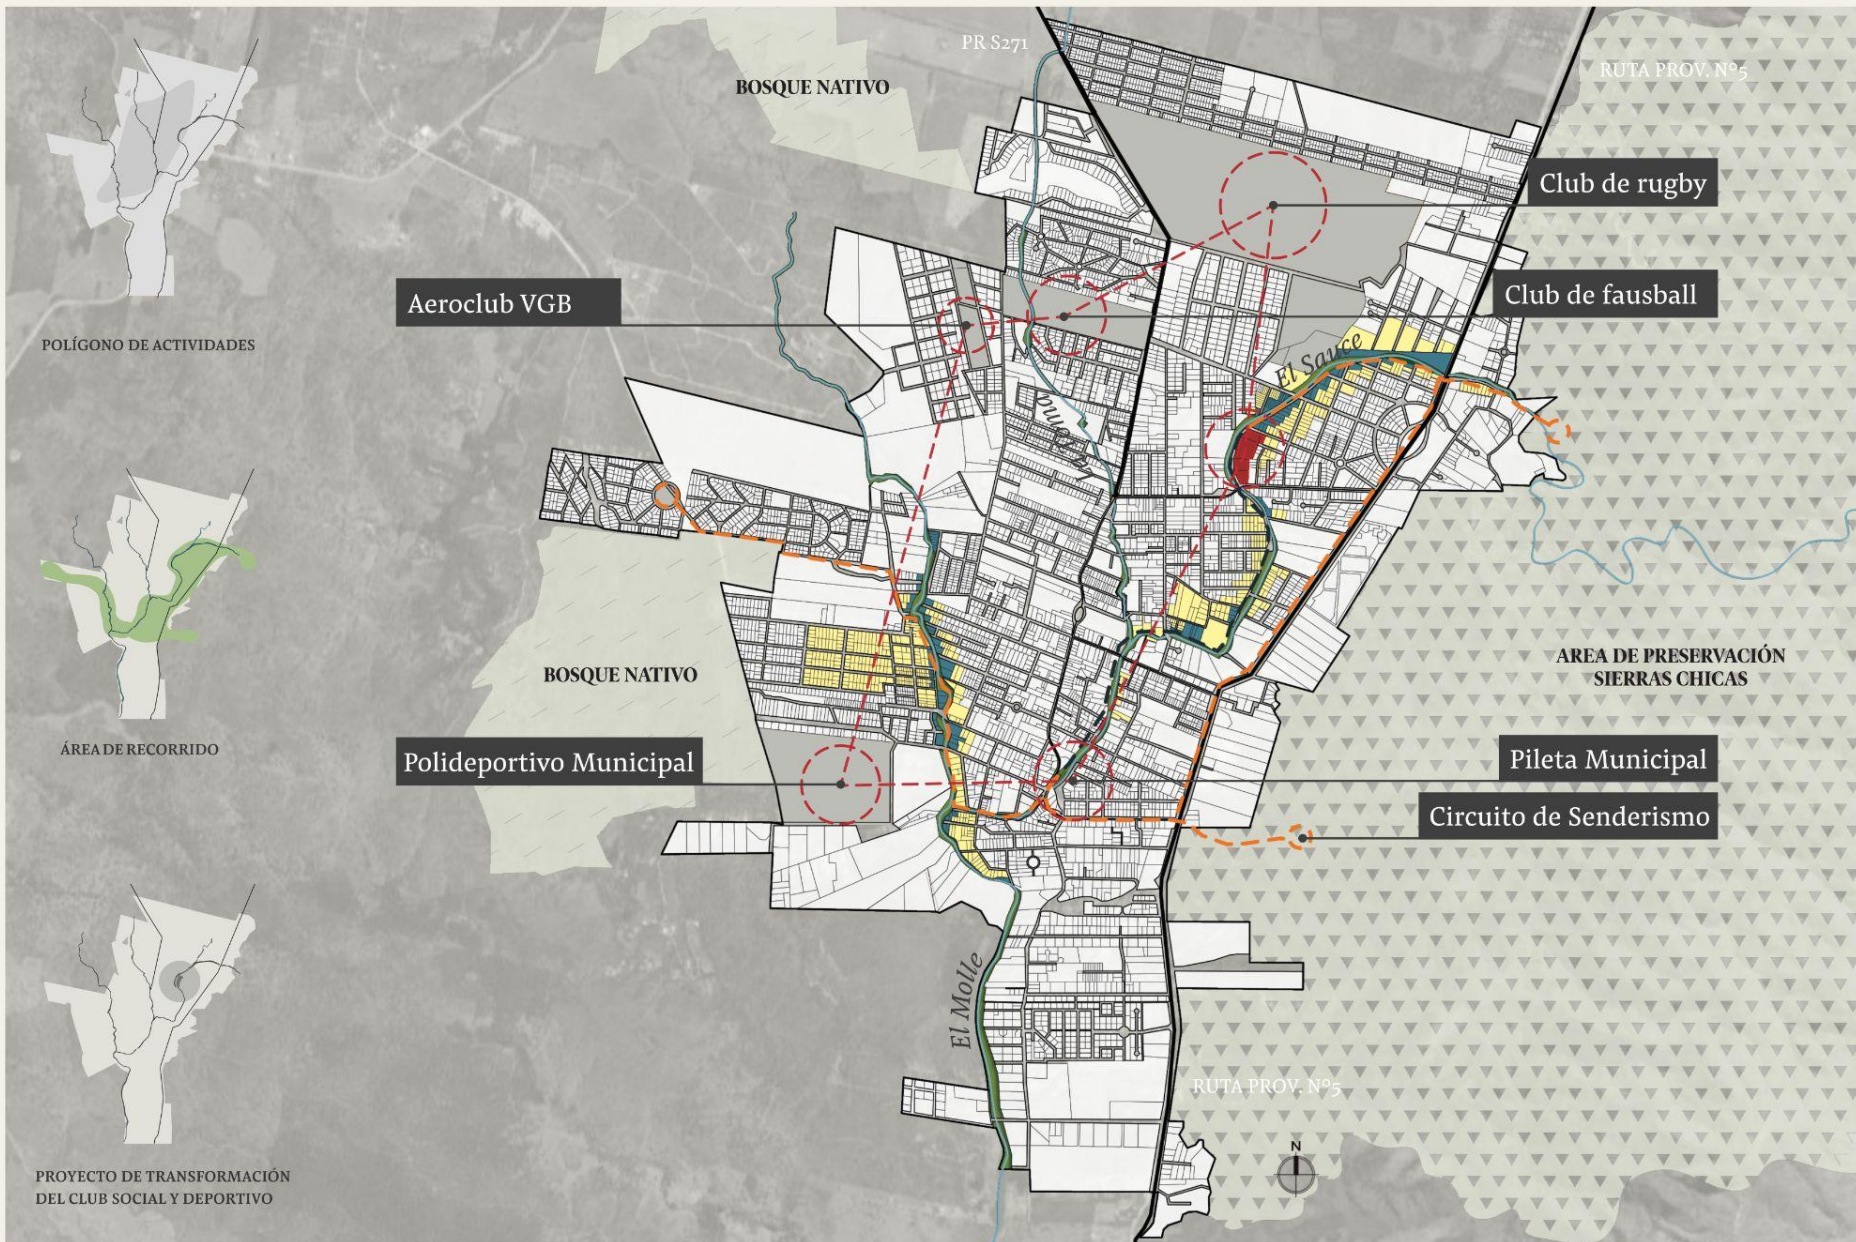 PR S271
RUTA PROV. Nº5
BOSQUE NATIVO
Club de rugby
Aeroclub VGB
Club de fausball
POLÍGONO DE ACTIVIDADES
El Sauce
BOSQUE NATIVO
AREA DE PRESERVACIÓN
SIERRAS CHICAS
ÁREA DE RECORRIDO
Polideportivo Municipal
Pileta Municipal
Circuito de Senderismo
El Molle
RUTA PROV. Nº5
N
PROYECTO DE TRANSFORMACIÓN
DEL CLUB SOCIAL Y DEPORTIVO